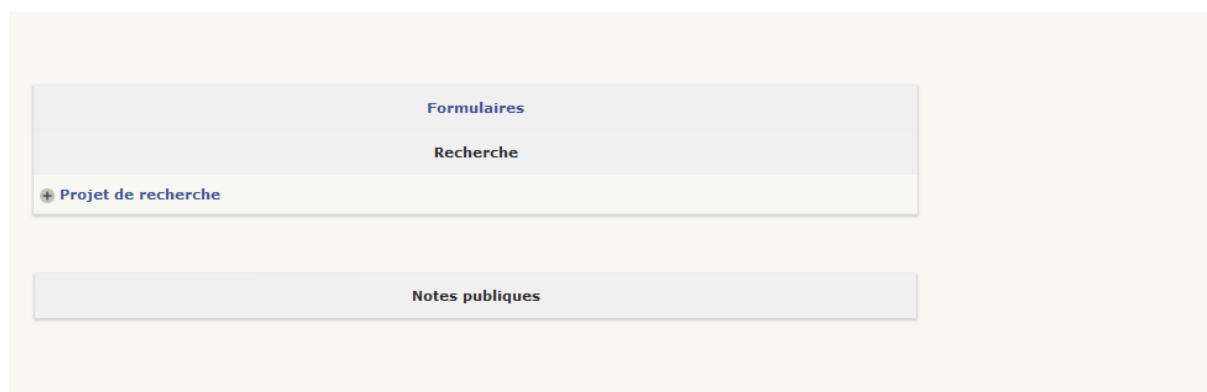 Formulaires
Recherche
Projet de recherche
Notes publiques